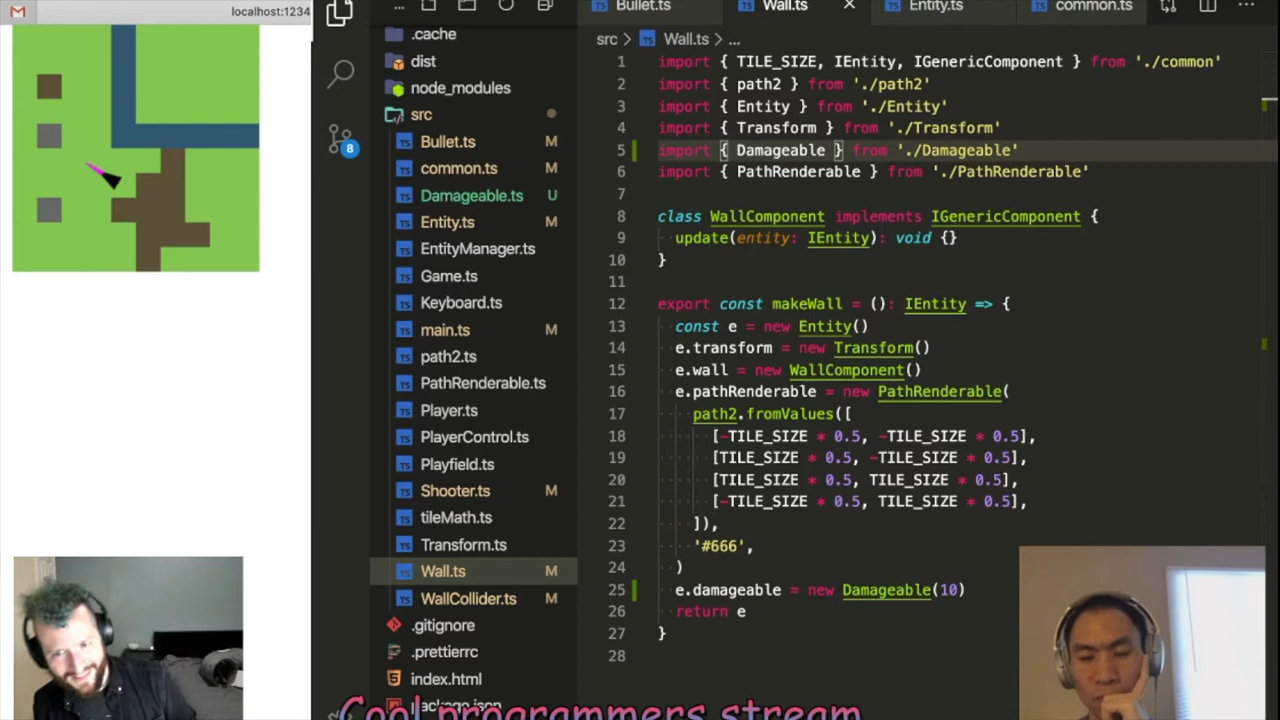 localhost:1234
...
Bullet.ts
Wall.ts
Entity.ts
common.ts
...
.cache
dist
node_modules
src
Bullet.ts M
common.ts M
Damageable.ts U
Entity.ts M
EntityManager.ts
Game.ts
Keyboard.ts
main.ts M
path2.ts
PathRenderable.ts
Player.ts
PlayerControl.ts
Playfield.ts
Shooter.ts M
tileMath.ts
Transform.ts
Wall.ts M
WallCollider.ts M
.gitignore
.prettierrc
index.html
package.json
8
src > Wall.ts > ...
1 import { TILE_SIZE, IEntity, IGenericComponent } from './common'
2 import { path2 } from './path2'
3 import { Entity } from './Entity'
4 import { Transform } from './Transform'
5 import { Damageable } from './Damageable'
6 import { PathRenderable } from './PathRenderable'
7
8 class WallComponent implements IGenericComponent {
9 update(entity: IEntity): void {}
10 }
11
12 export const makeWall = (): IEntity => {
13 const e = new Entity()
14 e.transform = new Transform()
15 e.wall = new WallComponent()
16 e.pathRenderable = new PathRenderable(
17 path2.fromValues([
18 [-TILE_SIZE * 0.5, -TILE_SIZE * 0.5],
19 [TILE_SIZE * 0.5, -TILE_SIZE * 0.5],
20 [TILE_SIZE * 0.5, TILE_SIZE * 0.5],
21 [-TILE_SIZE * 0.5, TILE_SIZE * 0.5],
22 ]),
23 '#666',
24 )
25 e.damageable = new Damageable(10)
26 return e
27 }
28
Cool programmers stream